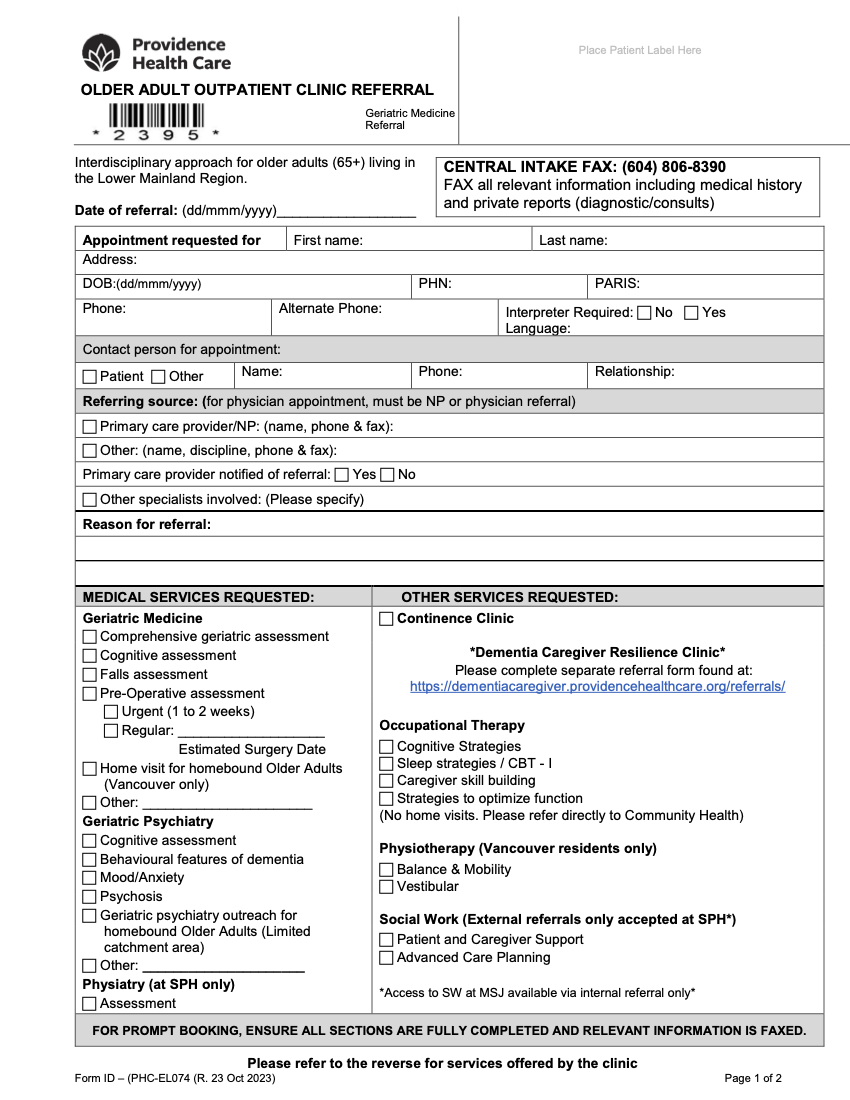 Providence
Health Care
Place Patient Label Here
OLDER ADULT OUTPATIENT CLINIC REFERRAL
* 2 3 9 5 *
Geriatric Medicine
Referral
Interdisciplinary approach for older adults (65+) living in
the Lower Mainland Region.
Date of referral: (dd/mmm/yyyy)___________________
CENTRAL INTAKE FAX: (604) 806-8390
FAX all relevant information including medical history
and private reports (diagnostic/consults)
Appointment requested for First name: Last name:
Address:
DOB:(dd/mmm/yyyy) PHN: PARIS:
Phone: Alternate Phone: Interpreter Required: ☐ No ☐ Yes
Language:
Contact person for appointment:
☐ Patient ☐ Other Name: Phone: Relationship:
Referring source: (for physician appointment, must be NP or physician referral)
☐ Primary care provider/NP: (name, phone & fax):
☐ Other: (name, discipline, phone & fax):
Primary care provider notified of referral: ☐ Yes ☐ No
☐ Other specialists involved: (Please specify)
Reason for referral:
MEDICAL SERVICES REQUESTED:
Geriatric Medicine
☐ Comprehensive geriatric assessment
☐ Cognitive assessment
☐ Falls assessment
☐ Pre-Operative assessment
☐ Urgent (1 to 2 weeks)
☐ Regular: ____________________
Estimated Surgery Date
☐ Home visit for homebound Older Adults
(Vancouver only)
☐ Other: _______________________
Geriatric Psychiatry
☐ Cognitive assessment
☐ Behavioural features of dementia
☐ Mood/Anxiety
☐ Psychosis
☐ Geriatric psychiatry outreach for
homebound Older Adults (Limited
catchment area)
☐ Other: ______________________
Physiatry (at SPH only)
☐ Assessment
OTHER SERVICES REQUESTED:
☐ Continence Clinic
*Dementia Caregiver Resilience Clinic*
Please complete separate referral form found at:
https://dementiacaregiver.providencehealthcare.org/referrals/
Occupational Therapy
☐ Cognitive Strategies
☐ Sleep strategies / CBT - I
☐ Caregiver skill building
☐ Strategies to optimize function
(No home visits. Please refer directly to Community Health)
Physiotherapy (Vancouver residents only)
☐ Balance & Mobility
☐ Vestibular
Social Work (External referrals only accepted at SPH*)
☐ Patient and Caregiver Support
☐ Advanced Care Planning
*Access to SW at MSJ available via internal referral only*
FOR PROMPT BOOKING, ENSURE ALL SECTIONS ARE FULLY COMPLETED AND RELEVANT INFORMATION IS FAXED.
Please refer to the reverse for services offered by the clinic
Form ID – (PHC-EL074 (R. 23 Oct 2023) Page 1 of 2